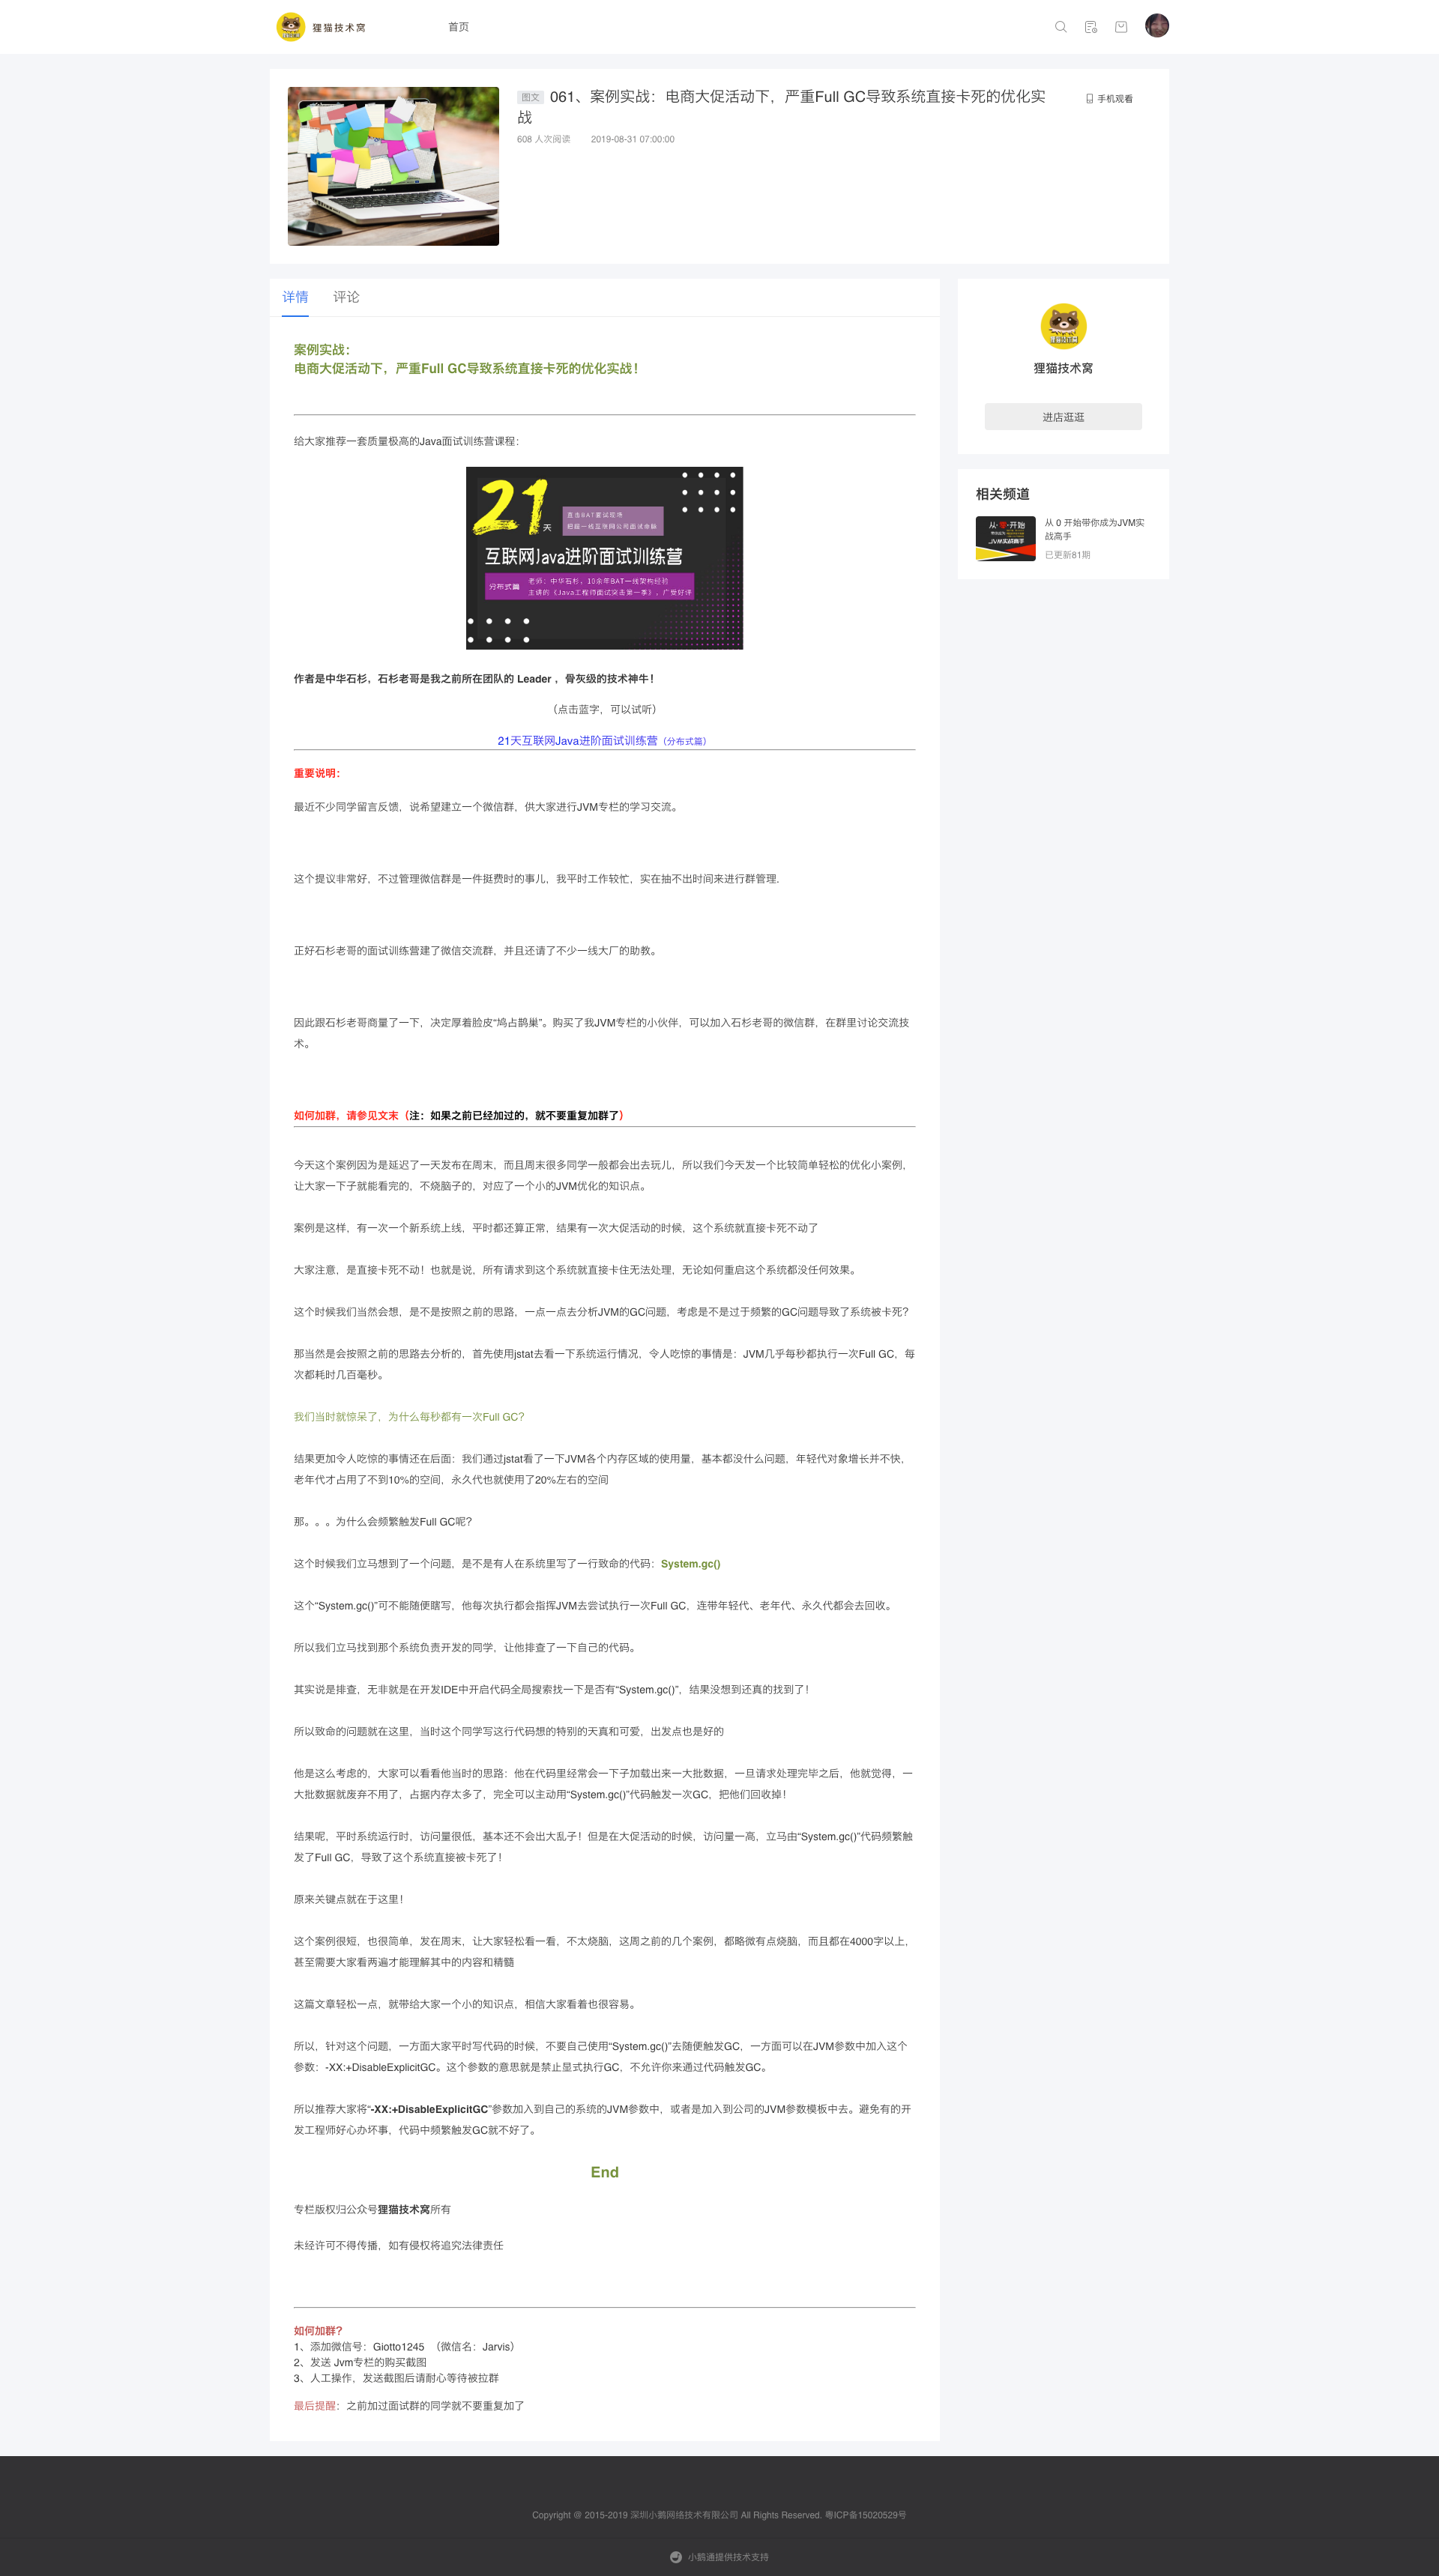 狸猫技术窝
首页
图文 061、案例实战：电商大促活动下，严重Full GC导致系统直接卡死的优化实
战
608 人次阅读 2019-08-31 07:00:00
手机观看
详情 评论
案例实战：
电商大促活动下，严重Full GC导致系统直接卡死的优化实战！
给大家推荐一套质量极高的Java面试训练营课程：
21天
直击BAT面试现场
挑战一线互联网公司面试难题
互联网Java进阶面试训练营
分布式篇
老师：中华石杉，10余年BAT一线架构经验
主讲的《Java工程师面试突击第一季》，广受好评
作者是中华石杉，石杉老哥是我之前所在团队的 Leader ，骨灰级的技术神牛！
（点击蓝字，可以试听）
21天互联网Java进阶面试训练营（分布式篇）
重要说明：
最近不少同学留言反馈，说希望建立一个微信群，供大家进行JVM专栏的学习交流。
这个提议非常好，不过管理微信群是一件挺费时的事儿，我平时工作较忙，实在抽不出时间来进行群管理.
正好石杉老哥的面试训练营建了微信交流群，并且还请了不少一线大厂的助教。
因此跟石杉老哥商量了一下，决定厚着脸皮“鸠占鹊巢”。购买了我JVM专栏的小伙伴，可以加入石杉老哥的微信群，在群里讨论交流技
术。
如何加群，请参见文末（注：如果之前已经加过的，就不要重复加群了）
今天这个案例因为是延迟了一天发布在周末，而且周末很多同学一般都会出去玩儿，所以我们今天发一个比较简单轻松的优化小案例，
让大家一下子就能看完的，不烧脑子的，对应了一个小的JVM优化的知识点。
案例是这样，有一次一个新系统上线，平时都还算正常，结果有一次大促活动的时候，这个系统就直接卡死不动了
大家注意，是直接卡死不动！也就是说，所有请求到这个系统就直接卡住无法处理，无论如何重启这个系统都没任何效果。
这个时候我们当然会想，是不是按照之前的思路，一点一点去分析JVM的GC问题，考虑是不是过于频繁的GC问题导致了系统被卡死？
那当然是会按照之前的思路去分析的，首先使用jstat去看一下系统运行情况，令人吃惊的事情是：JVM几乎每秒都执行一次Full GC，每
次都耗时几百毫秒。
我们当时就惊呆了，为什么每秒都有一次Full GC？
结果更加令人吃惊的事情还在后面：我们通过jstat看了一下JVM各个内存区域的使用量，基本都没什么问题，年轻代对象增长并不快，
老年代才占用了不到10%的空间，永久代也就使用了20%左右的空间
那。。。为什么会频繁触发Full GC呢？
这个时候我们立马想到了一个问题，是不是有人在系统里写了一行致命的代码：System.gc()
这个“System.gc()”可不能随便瞎写，他每次执行都会指挥JVM去尝试执行一次Full GC，连带年轻代、老年代、永久代都会去回收。
所以我们立马找到那个系统负责开发的同学，让他排查了一下自己的代码。
其实说是排查，无非就是在开发IDE中开启代码全局搜索找一下是否有“System.gc()”，结果没想到还真的找到了！
所以致命的问题就在这里，当时这个同学写这行代码想的特别的天真和可爱，出发点也是好的
他是这么考虑的，大家可以看看他当时的思路：他在代码里经常会一下子加载出来一大批数据，一旦请求处理完毕之后，他就觉得，一
大批数据就废弃不用了，占据内存太多了，完全可以主动用“System.gc()”代码触发一次GC，把他们回收掉！
结果呢，平时系统运行时，访问量很低，基本还不会出大乱子！但是在大促活动的时候，访问量一高，立马由“System.gc()”代码频繁触
发了Full GC，导致了这个系统直接被卡死了！
原来关键点就在于这里！
这个案例很短，也很简单，发在周末，让大家轻松看一看，不太烧脑，这周之前的几个案例，都略微有点烧脑，而且都在4000字以上，
甚至需要大家看两遍才能理解其中的内容和精髓
这篇文章轻松一点，就带给大家一个小的知识点，相信大家看着也很容易。
所以，针对这个问题，一方面大家平时写代码的时候，不要自己使用“System.gc()”去随便触发GC，一方面可以在JVM参数中加入这个
参数：-XX:+DisableExplicitGC。这个参数的意思就是禁止显式执行GC，不允许你来通过代码触发GC。
所以推荐大家将“-XX:+DisableExplicitGC”参数加入到自己的系统的JVM参数中，或者是加入到公司的JVM参数模板中去。避免有的开
发工程师好心办坏事，代码中频繁触发GC就不好了。
End
专栏版权归公众号狸猫技术窝所有
未经许可不得传播，如有侵权将追究法律责任
如何加群？
1、添加微信号：Giotto1245 （微信名：Jarvis）
2、发送 Jvm专栏的购买截图
3、人工操作，发送截图后请耐心等待被拉群
最后提醒：之前加过面试群的同学就不要重复加了
狸猫技术窝
进店逛逛
相关频道
从 0 开始带你成为JVM实
战高手
已更新81期
Copyright @ 2015-2019 深圳小鹅网络技术有限公司 All Rights Reserved. 粤ICP备15020529号
小鹅通提供技术支持